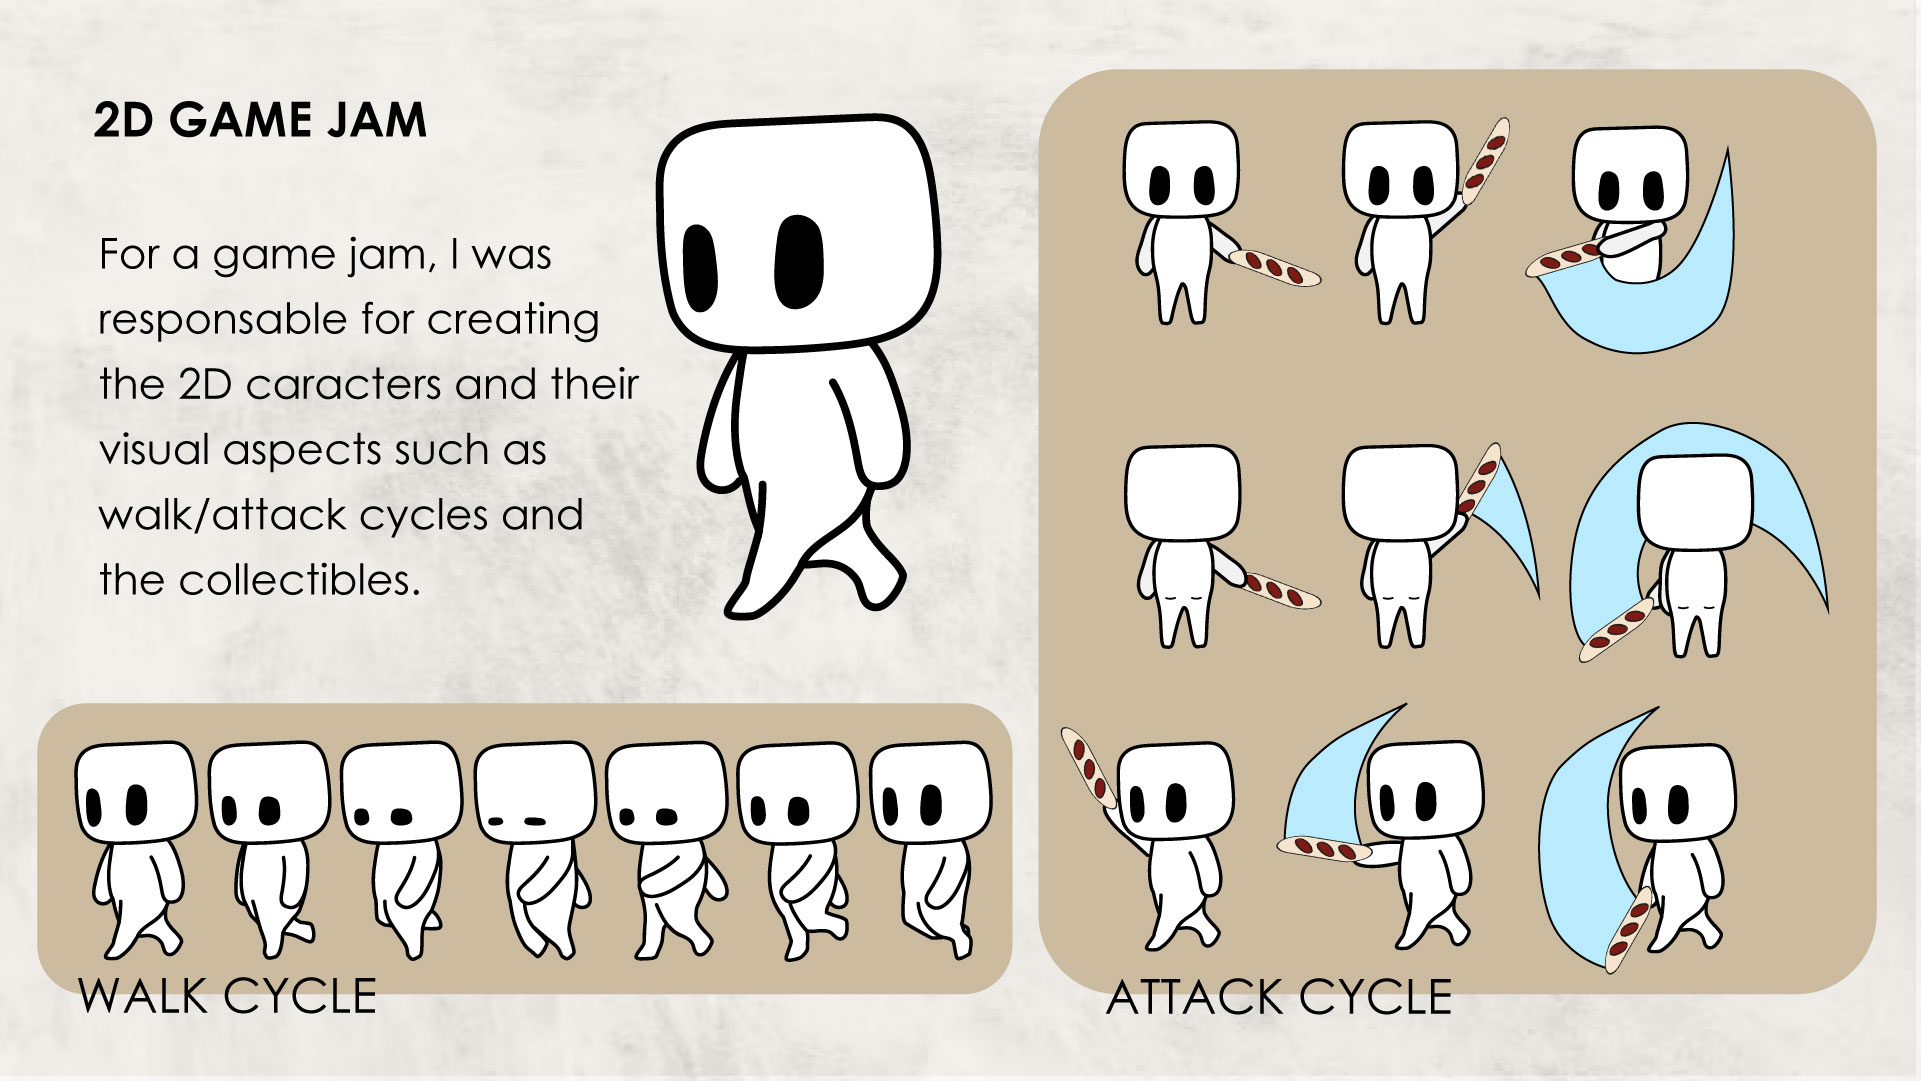 2D GAME JAM
For a game jam, I was
responsable for creating
the 2D caracters and their
visual aspects such as
walk/attack cycles and
the collectibles.
WALK CYCLE
ATTACK CYCLE